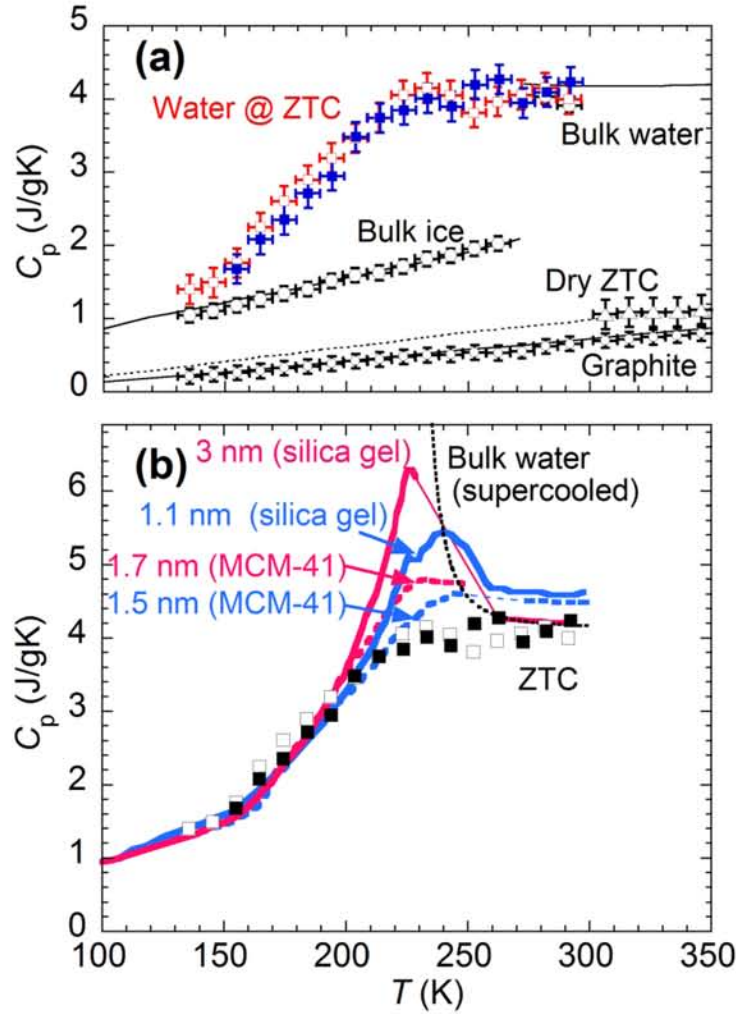 (a)
Water @ ZTC
Bulk water
Bulk ice
Dry ZTC
Graphite
C_p (J/gK)
5
4
3
2
1
0
(b)
3 nm (silica gel)
Bulk water
(supercooled)
1.1 nm (silica gel)
1.7 nm (MCM-41)
1.5 nm (MCM-41)
ZTC
C_p (J/gK)
6
5
4
3
2
1
0
100 150 200 250 300 350
T (K)